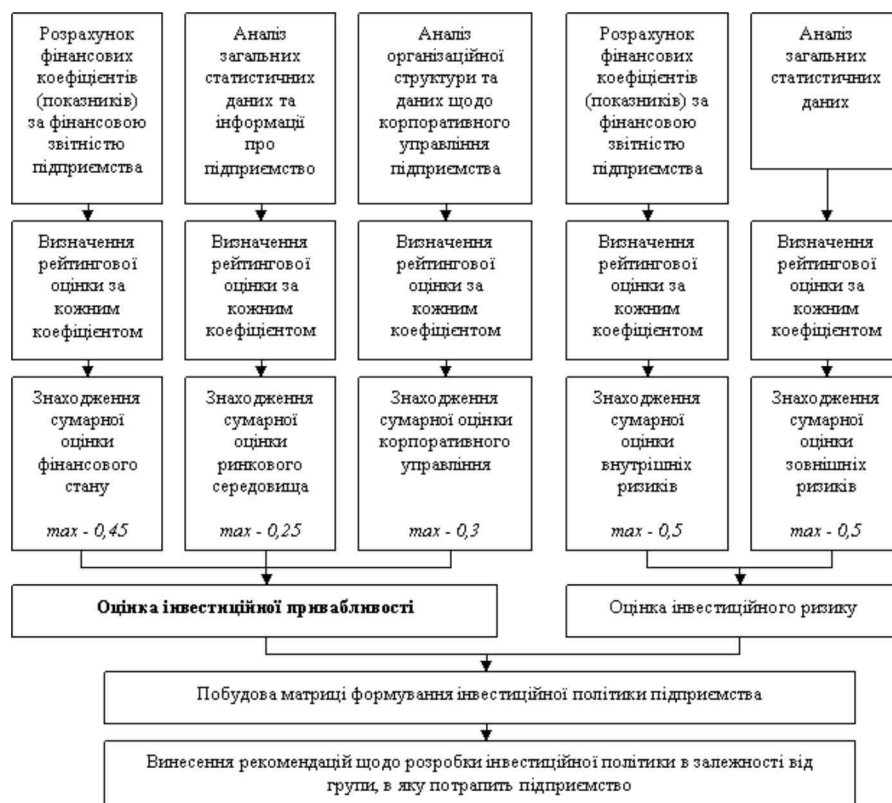 Розрахунок
фінансових
коефіцієнтів
(показників)
за фінансовою
звітністю
підприємства
Аналіз
загальних
статистичних
даних та
інформації
про
підприємство
Аналіз
організаційної
структури та
даних щодо
корпоративного
управління
підприємства
Розрахунок
фінансових
коефіцієнтів
(показників) за
фінансовою
звітністю
підприємства
Аналіз
загальних
статистичних
даних
Визначення
рейтингової
оцінки за
кожним
коефіцієнтом
Визначення
рейтингової
оцінки за
кожним
коефіцієнтом
Визначення
рейтингової
оцінки за
кожним
коефіцієнтом
Визначення
рейтингової
оцінки за
кожним
коефіцієнтом
Визначення
рейтингової
оцінки за
кожним
коефіцієнтом
Знаходження
сумарної
оцінки
фінансового
стану
max - 0,45
Знаходження
сумарної
оцінки
ринкового
середовища
max - 0,25
Знаходження
сумарної оцінки
корпоративного
управління
max - 0,3
Знаходження
сумарної
оцінки
внутрішніх
ризиків
max - 0,5
Знаходження
сумарної
оцінки
зовнішніх
ризиків
max - 0,5
Оцінка інвестиційної привабливості
Оцінка інвестиційного ризику
Побудова матриці формування інвестиційної політики підприємства
Винесення рекомендацій щодо розробки інвестиційної політики в залежності від
групи, в яку потрапить підприємство